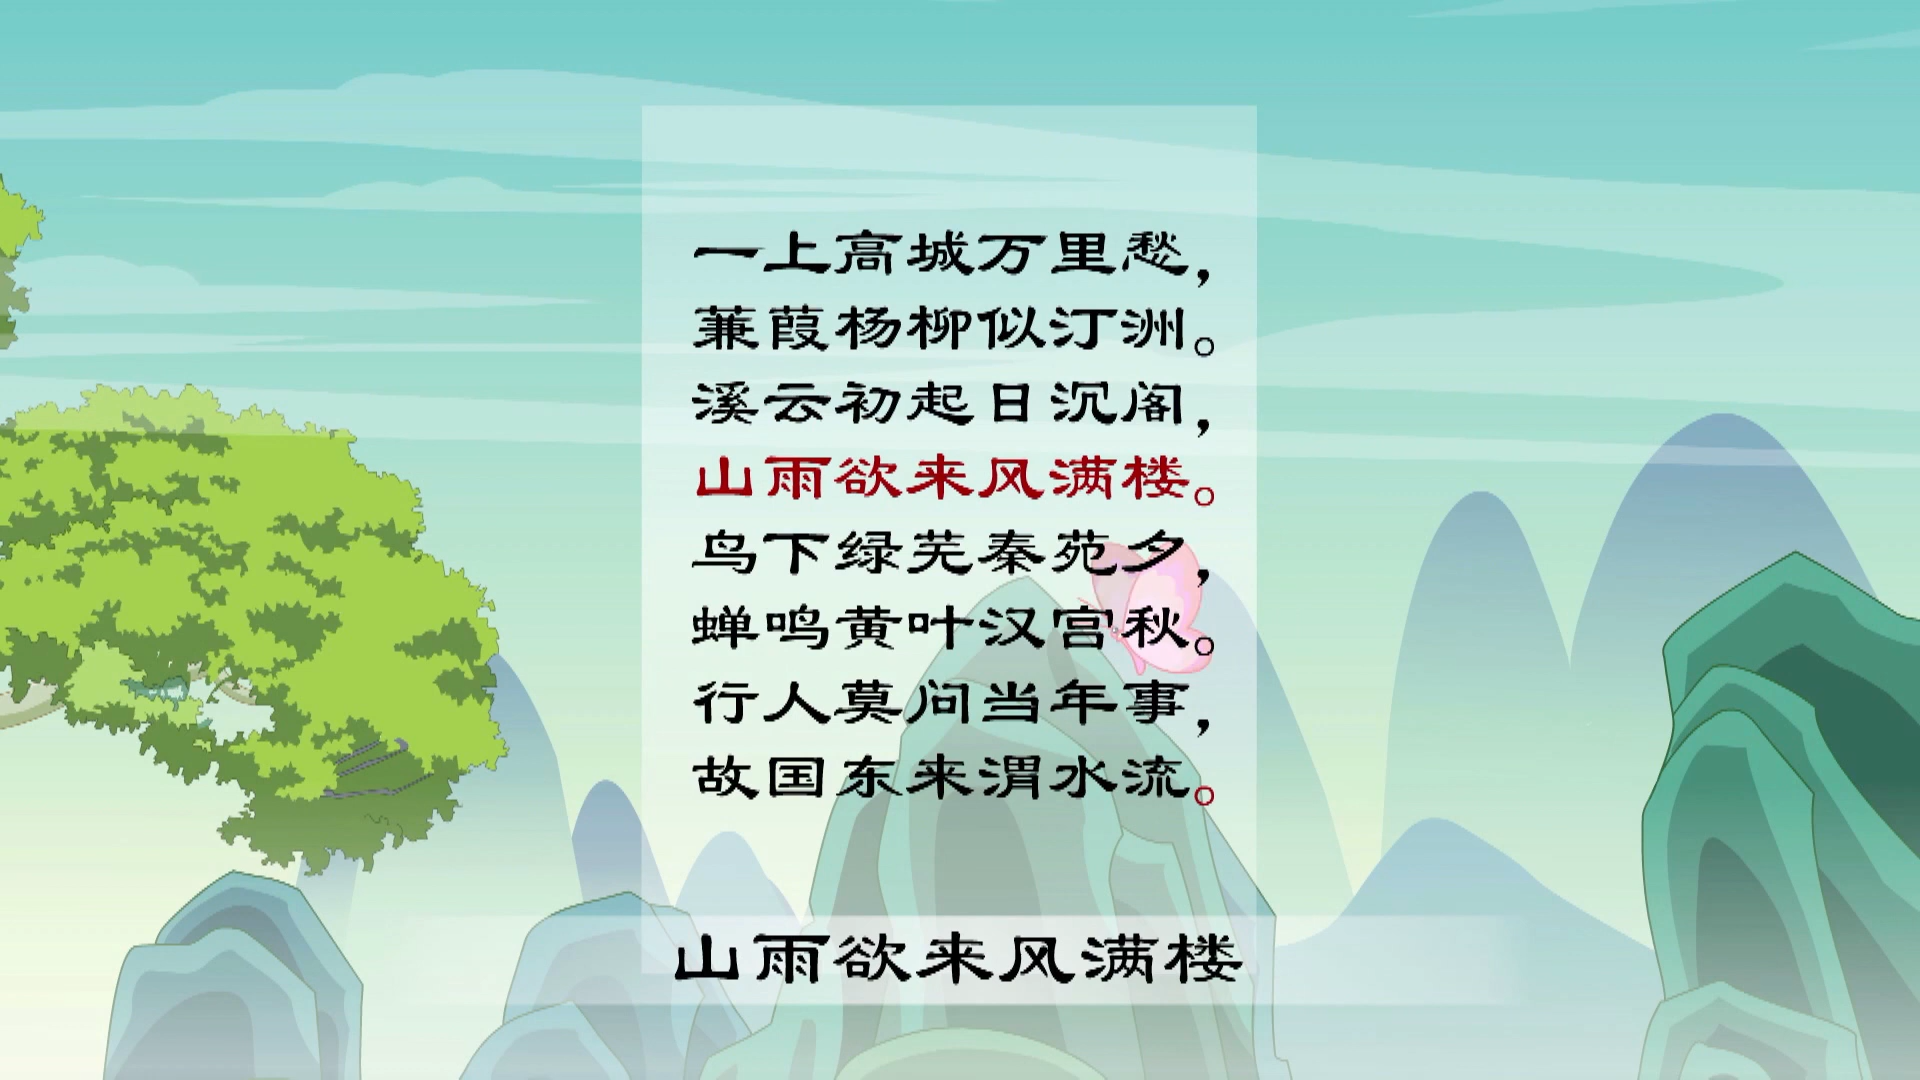 一上高城万里愁，
蒹葭杨柳似汀洲。
溪云初起日沉阁，
山雨欲来风满楼。
鸟下绿芜秦苑夕，
蝉鸣黄叶汉宫秋。
行人莫问当年事，
故国东来渭水流。
山雨欲来风满楼